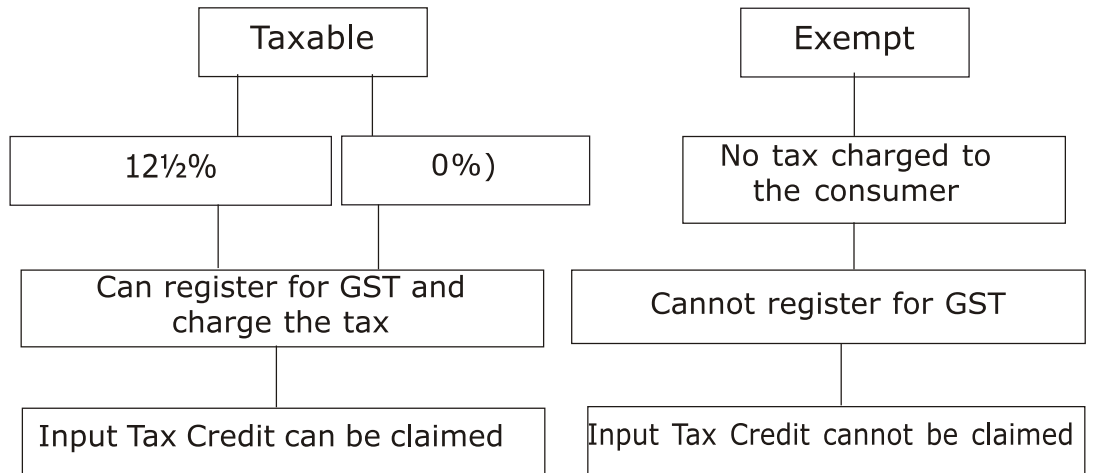 Taxable
Exempt
12½%
0%)
No tax charged to
the consumer
Can register for GST and
charge the tax
Cannot register for GST
Input Tax Credit can be claimed
Input Tax Credit cannot be claimed